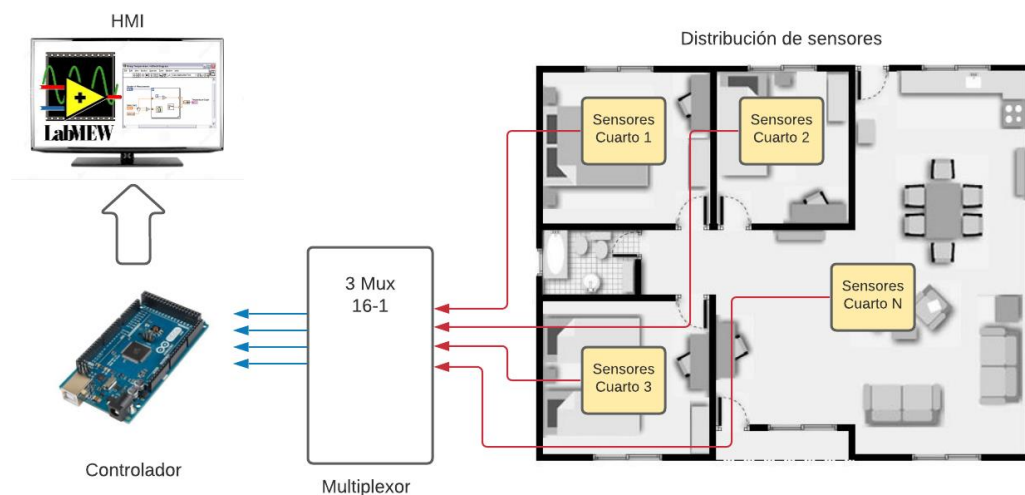 HMI
LabMEW
Distribución de sensores
Sensores
Cuarto 1
Sensores
Cuarto 2
3 Mux
16-1
Sensores
Cuarto N
Sensores
Cuarto 3
Controlador
Multiplexor